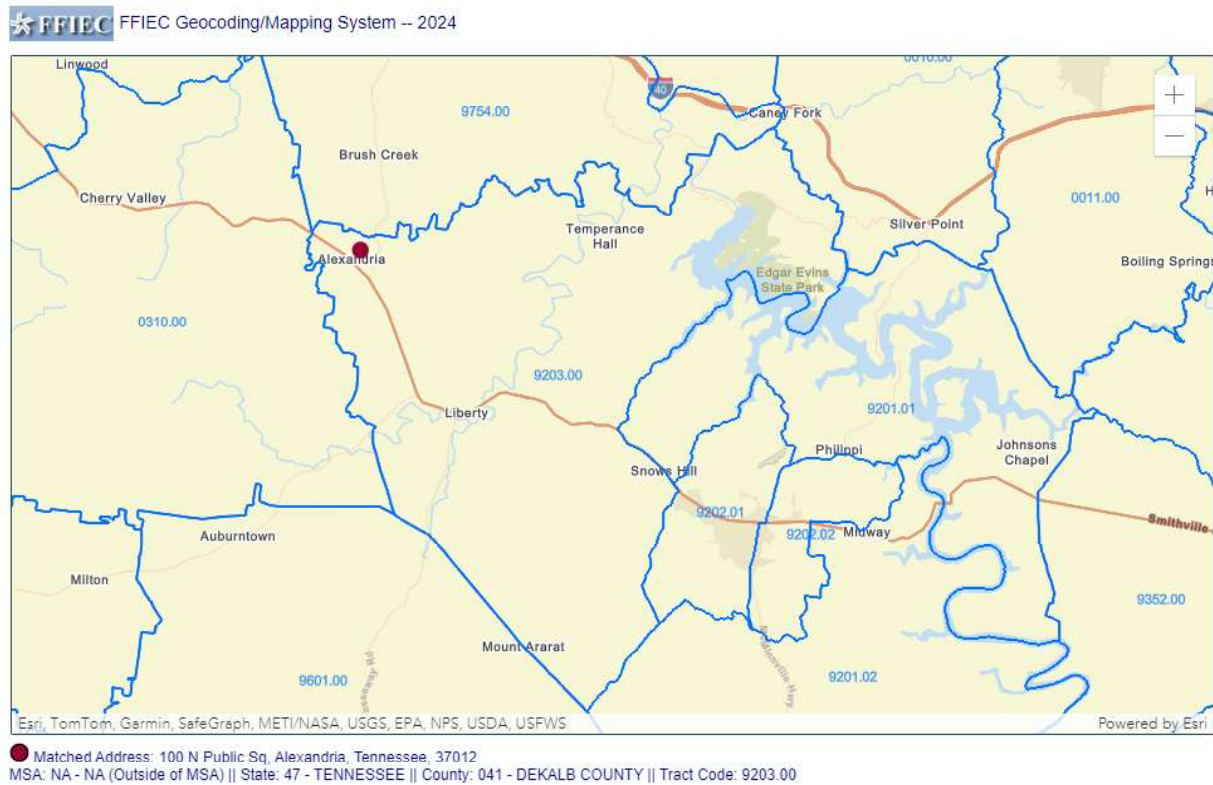 FFIEC FFIEC Geocoding/Mapping System -- 2024
Linwood
0010.00
40
9754.00
Caney Fork
+
−
Brush Creek
Cherry Valley
0011.00
Temperance
Hall
Silver Point
Alexandria
Boiling Springs
Edgar Evins
State Park
0310.00
9203.00
9201.01
Liberty
Philippi
Johnsons
Chapel
Snows Hill
9202.01
Smithville
9202.02
Midway
Auburntown
Milton
9352.00
Mount Ararat
9601.00
9201.02
Esri, TomTom, Garmin, SafeGraph, METI/NASA, USGS, EPA, NPS, USDA, USFWS
Powered by Esri
Matched Address: 100 N Public Sq, Alexandria, Tennessee, 37012
MSA: NA - NA (Outside of MSA) || State: 47 - TENNESSEE || County: 041 - DEKALB COUNTY || Tract Code: 9203.00